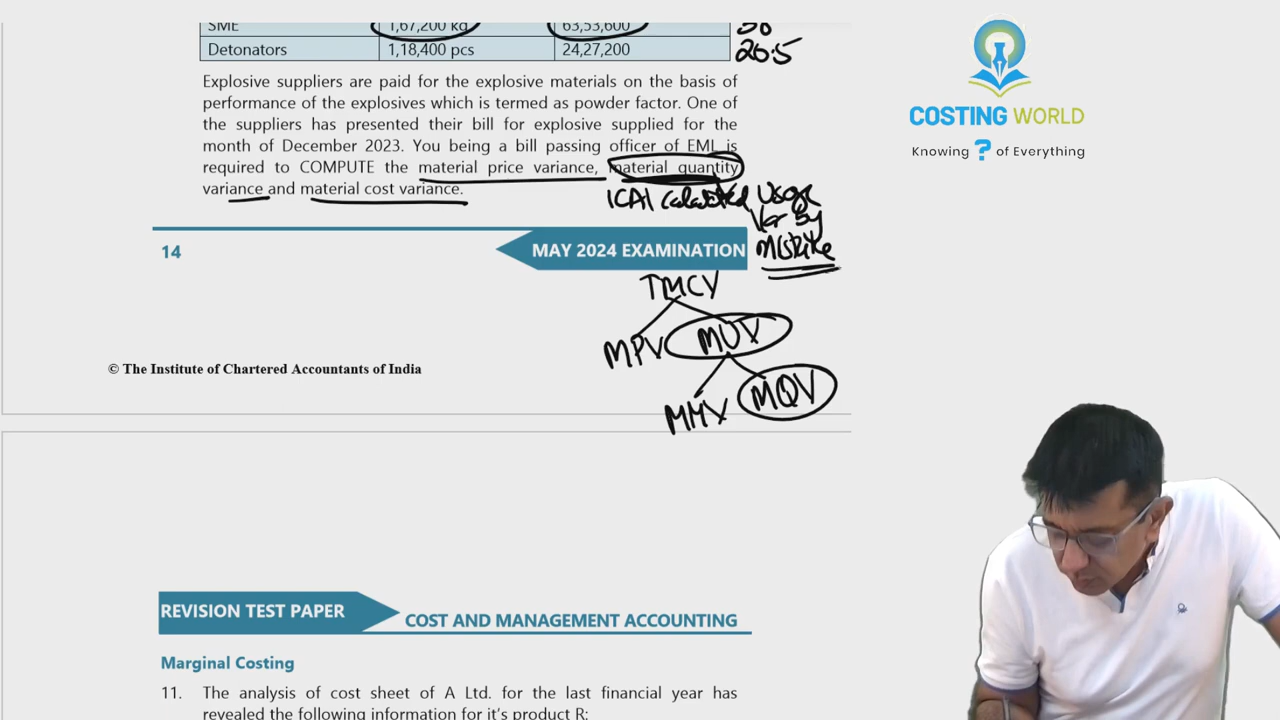 SME 1,67,200 kg 63,53,600 38
Detonators 1,18,400 pcs 24,27,200 20.5
Explosive suppliers are paid for the explosive materials on the basis of
performance of the explosives which is termed as powder factor. One of
the suppliers has presented their bill for explosive supplied for the
month of December 2023. You being a bill passing officer of EML is
required to COMPUTE the material price variance, material quantity
variance and material cost variance.
ICAI calculated Usage
Var by
Mistake
14
MAY 2024 EXAMINATION
TMCV
MPV MUV
MMV MQV
© The Institute of Chartered Accountants of India
REVISION TEST PAPER
COST AND MANAGEMENT ACCOUNTING
Marginal Costing
11. The analysis of cost sheet of A Ltd. for the last financial year has
revealed the following information for it's product R:
COSTING WORLD
Knowing ? of Everything